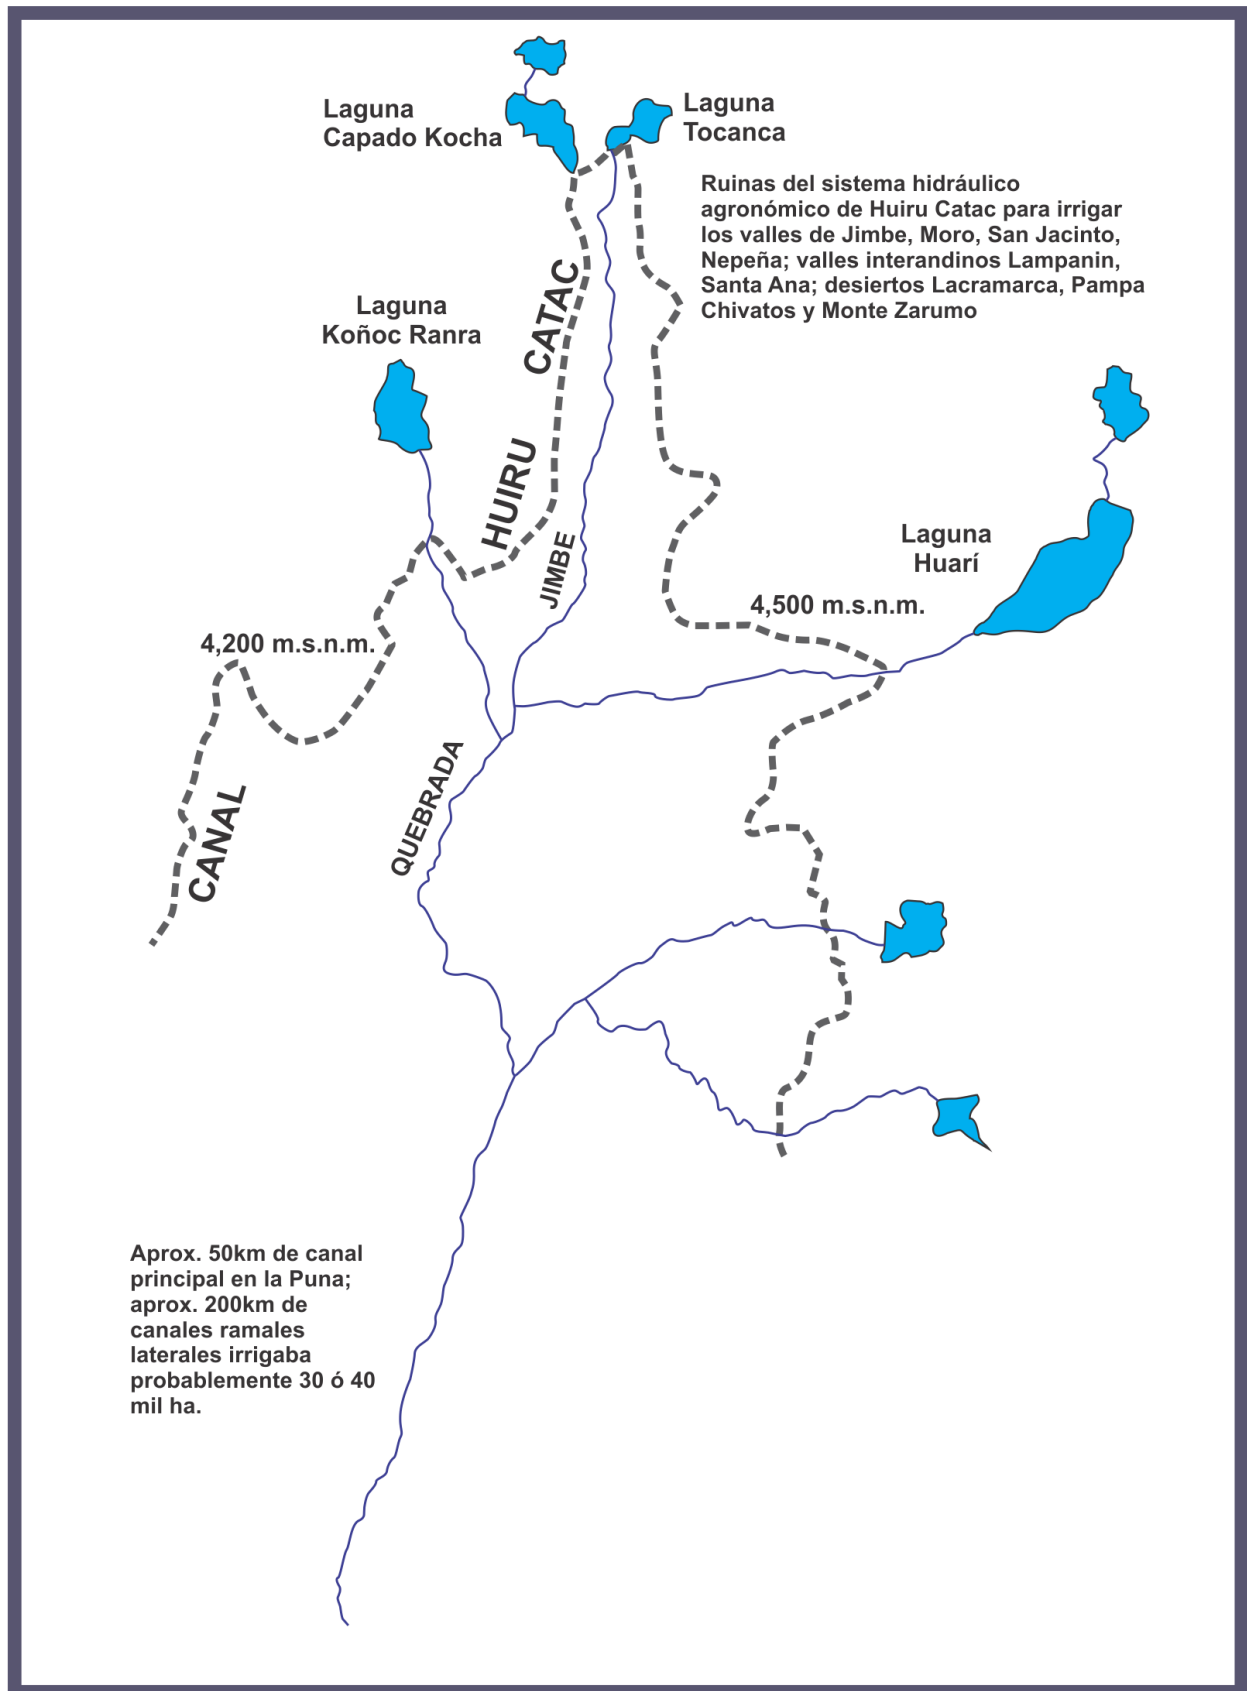 Laguna
Capado Kocha
Laguna
Tocanca
Ruinas del sistema hidráulico
agronómico de Huiru Catac para irrigar
los valles de Jimbe, Moro, San Jacinto,
Nepeña; valles interandinos Lampanin,
Santa Ana; desiertos Lacramarca, Pampa
Chivatos y Monte Zarumo
Laguna
Koñoc Ranra
CANAL
HUIRU
CATAC
QUEBRADA
JIMBE
Laguna
Huarí
4,500 m.s.n.m.
4,200 m.s.n.m.
Aprox. 50km de canal
principal en la Puna;
aprox. 200km de
canales ramales
laterales irrigaba
probablemente 30 ó 40
mil ha.